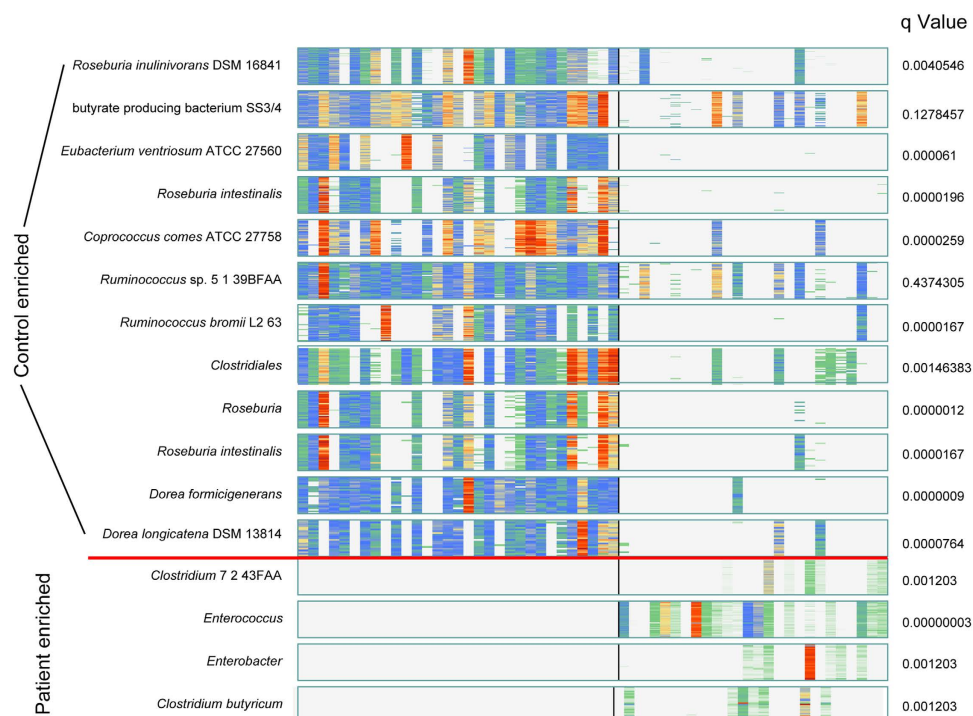 q Value
Roseburia inulinivorans DSM 16841 0.0040546
butyrate producing bacterium SS3/4 0.1278457
Eubacterium ventriosum ATCC 27560 0.000061
Roseburia intestinalis 0.0000196
Coprococcus comes ATCC 27758 0.0000259
Ruminococcus sp. 5 1 39BFAA 0.4374305
Ruminococcus bromii L2 63 0.0000167
Clostridiales 0.00146383
Roseburia 0.0000012
Roseburia intestinalis 0.0000167
Dorea formicigenerans 0.0000009
Dorea longicatena DSM 13814 0.0000764
Control enriched
Clostridium 7 2 43FAA 0.001203
Enterococcus 0.00000003
Enterobacter 0.001203
Clostridium butyricum 0.001203
Patient enriched